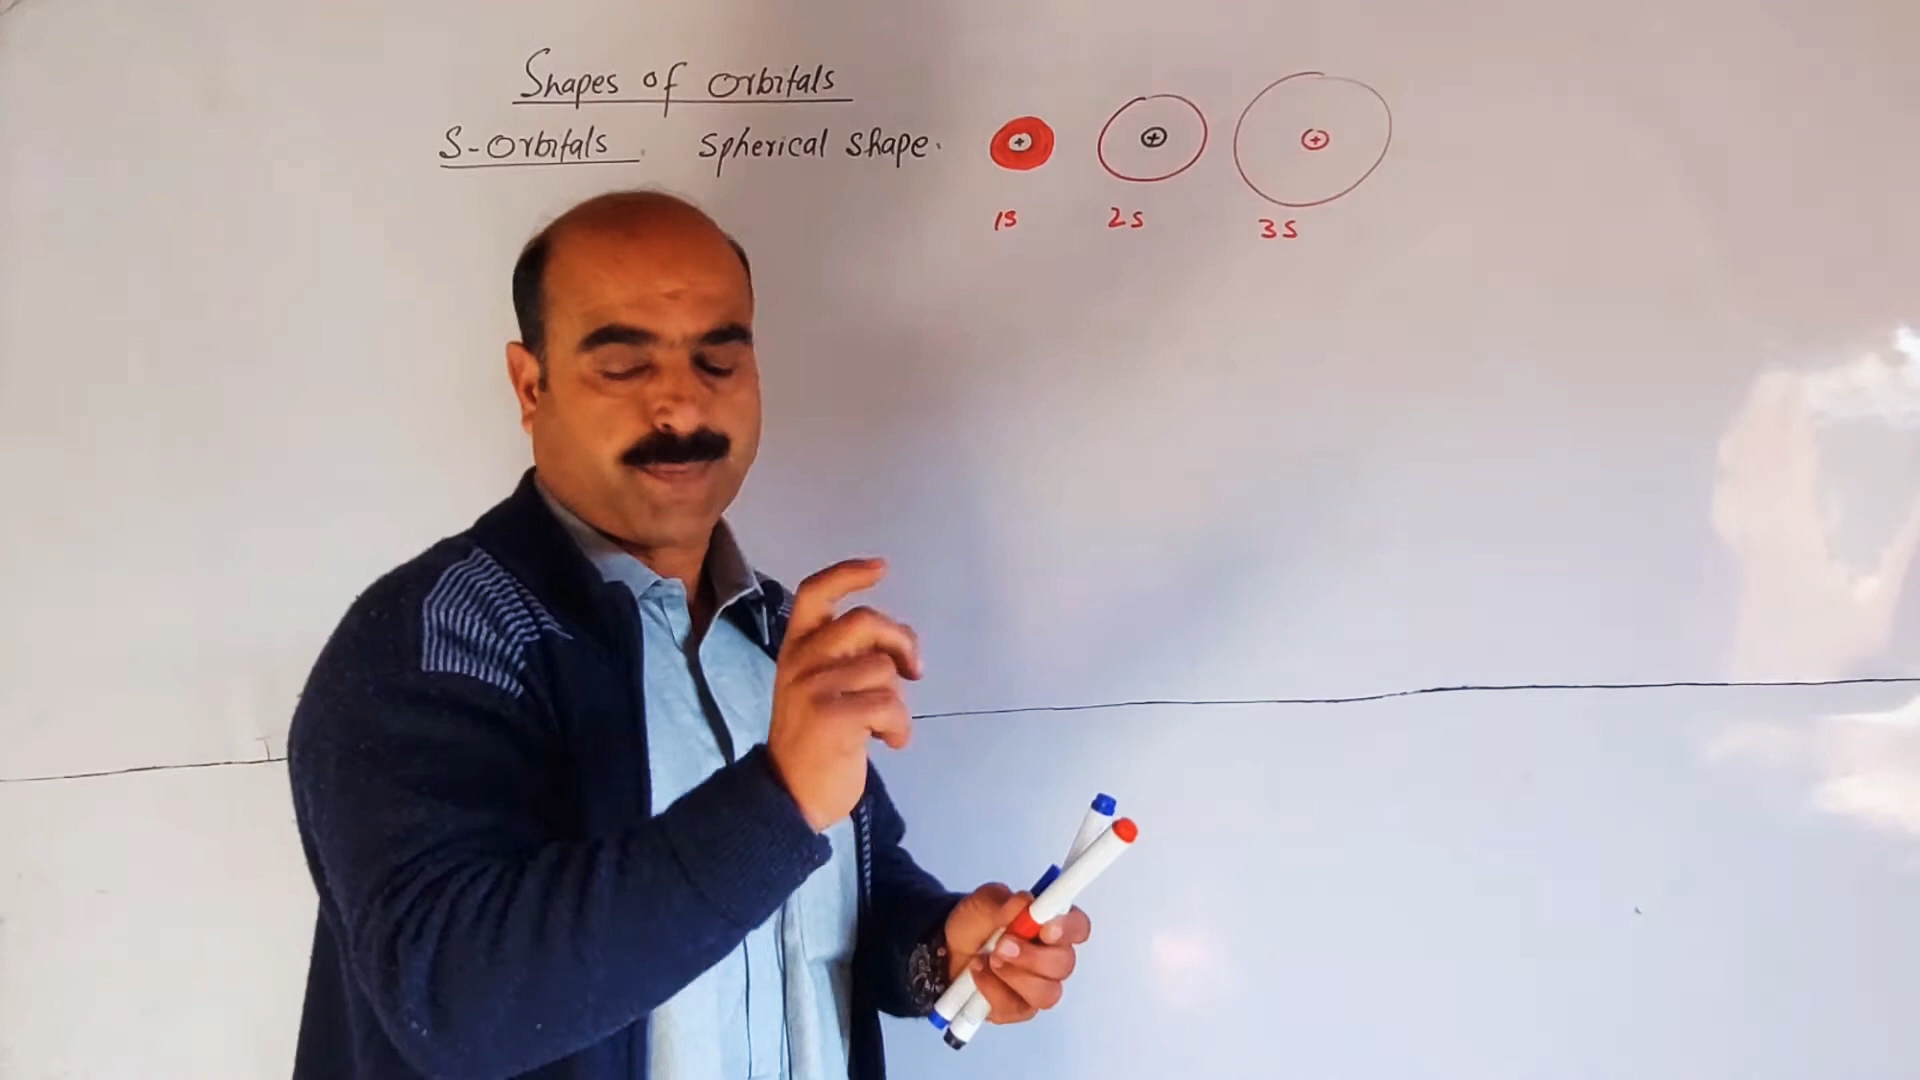 Shapes of Orbitals
S-Orbitals. Spherical shape.
+ + +
1s 2s 3s